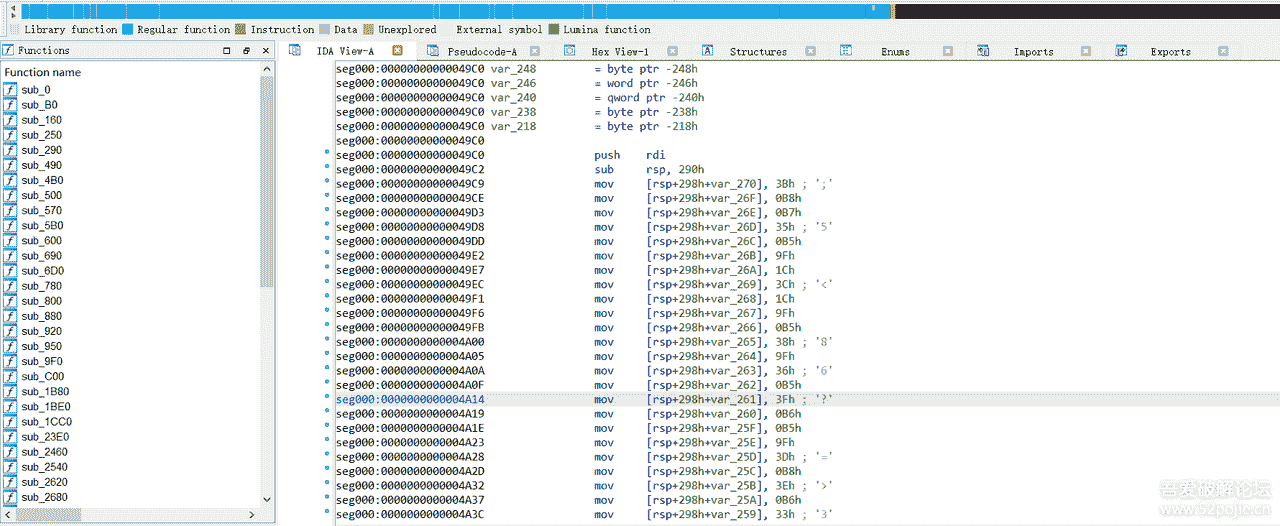 Library function Regular function Instruction Data Unexplored External symbol Lumina function
Functions
IDA View-A Pseudocode-A Hex View-1 Structures Enums Imports Exports
Function name
sub_0
sub_B0
sub_160
sub_250
sub_290
sub_490
sub_4B0
sub_500
sub_570
sub_5B0
sub_600
sub_690
sub_6D0
sub_780
sub_800
sub_880
sub_920
sub_950
sub_9F0
sub_C00
sub_1B80
sub_1BE0
sub_1CC0
sub_23E0
sub_2460
sub_2540
sub_2620
sub_2680
seg000:00000000000049C0 var_248 = byte ptr -248h
seg000:00000000000049C0 var_246 = word ptr -246h
seg000:00000000000049C0 var_240 = qword ptr -240h
seg000:00000000000049C0 var_238 = byte ptr -238h
seg000:00000000000049C0 var_218 = byte ptr -218h
seg000:00000000000049C0
seg000:00000000000049C0 push rdi
seg000:00000000000049C2 sub rsp, 290h
seg000:00000000000049C9 mov [rsp+298h+var_270], 3Bh ; ';'
seg000:00000000000049CE mov [rsp+298h+var_26F], 0B8h
seg000:00000000000049D3 mov [rsp+298h+var_26E], 0B7h
seg000:00000000000049D8 mov [rsp+298h+var_26D], 35h ; '5'
seg000:00000000000049DD mov [rsp+298h+var_26C], 0B5h
seg000:00000000000049E2 mov [rsp+298h+var_26B], 9Fh
seg000:00000000000049E7 mov [rsp+298h+var_26A], 1Ch
seg000:00000000000049EC mov [rsp+298h+var_269], 3Ch ; '<'
seg000:00000000000049F1 mov [rsp+298h+var_268], 1Ch
seg000:00000000000049F6 mov [rsp+298h+var_267], 9Fh
seg000:00000000000049FB mov [rsp+298h+var_266], 0B5h
seg000:0000000000004A00 mov [rsp+298h+var_265], 38h ; '8'
seg000:0000000000004A05 mov [rsp+298h+var_264], 9Fh
seg000:0000000000004A0A mov [rsp+298h+var_263], 36h ; '6'
seg000:0000000000004A0F mov [rsp+298h+var_262], 0B5h
seg000:0000000000004A14 mov [rsp+298h+var_261], 3Fh ; '?'
seg000:0000000000004A19 mov [rsp+298h+var_260], 0B6h
seg000:0000000000004A1E mov [rsp+298h+var_25F], 0B5h
seg000:0000000000004A23 mov [rsp+298h+var_25E], 9Fh
seg000:0000000000004A28 mov [rsp+298h+var_25D], 3Dh ; '='
seg000:0000000000004A2D mov [rsp+298h+var_25C], 0B8h
seg000:0000000000004A32 mov [rsp+298h+var_25B], 3Eh ; '>'
seg000:0000000000004A37 mov [rsp+298h+var_25A], 0B6h
seg000:0000000000004A3C mov [rsp+298h+var_259], 33h ; '3'
吾爱破解论坛
www.52pojie.cn